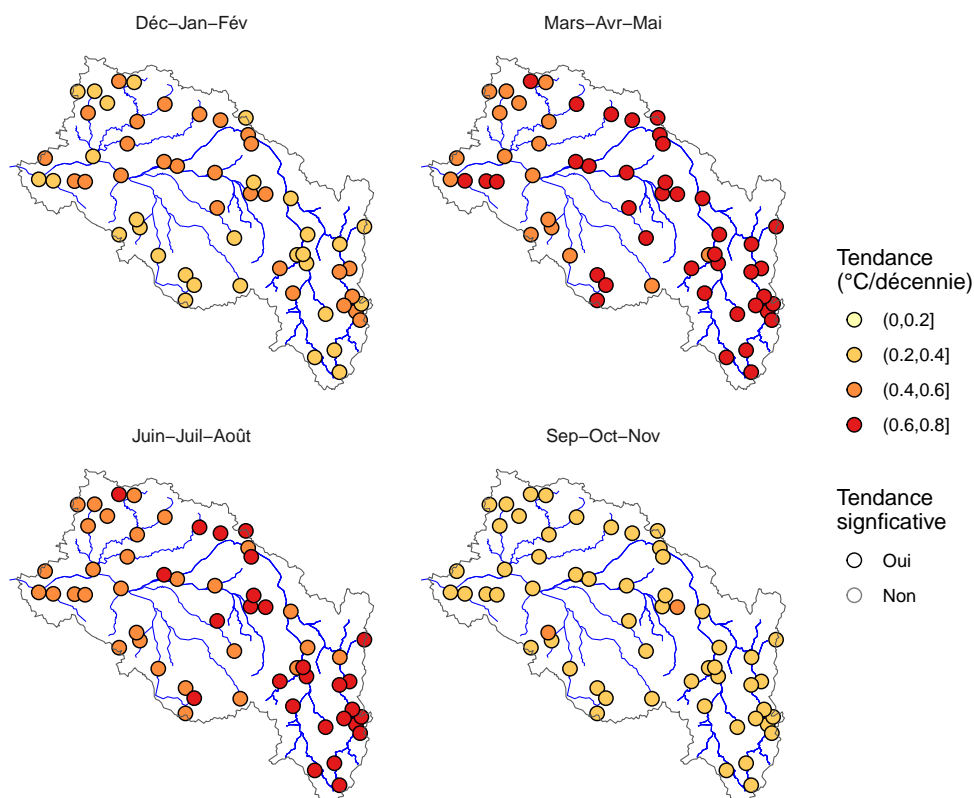 Déc–Jan–Fév
Mars–Avr–Mai
Juin–Juil–Août
Sep–Oct–Nov
Tendance
(°C/décennie)
(0,0.2]
(0.2,0.4]
(0.4,0.6]
(0.6,0.8]
Tendance
signficative
Oui
Non